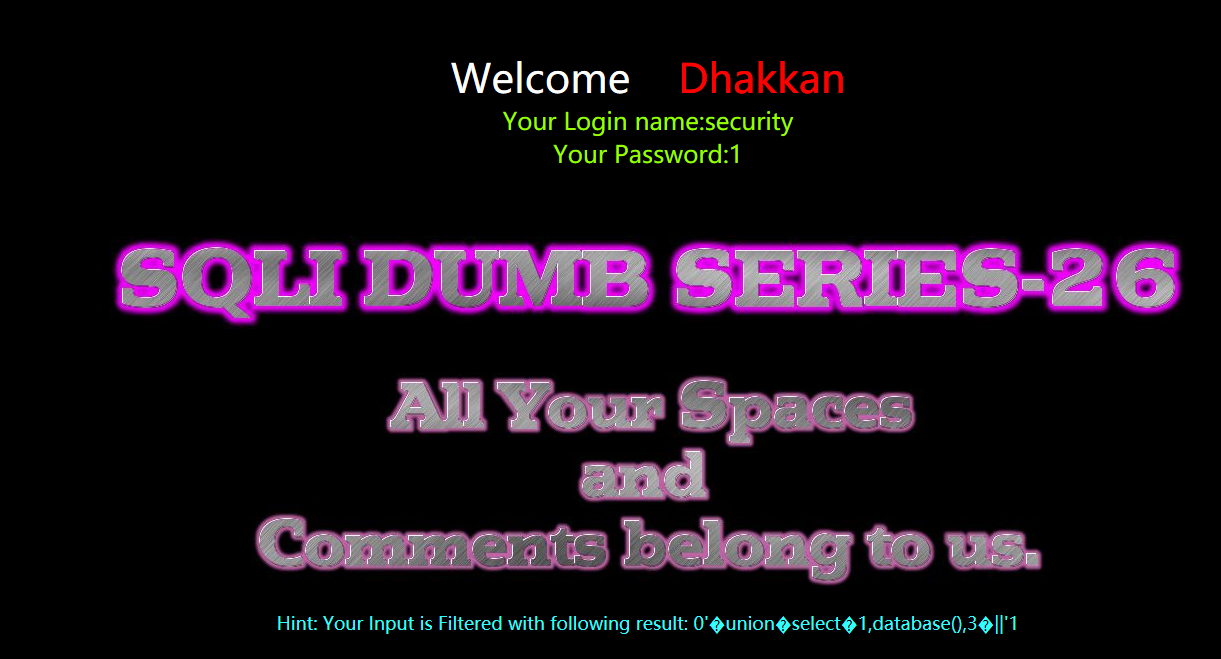 Welcome Dhakkan
Your Login name:security
Your Password:1
SQLI DUMB SERIES-26
All Your Spaces
and
Comments belong to us.
Hint: Your Input is Filtered with following result: 0'�union�select�1,database(),3�||'1